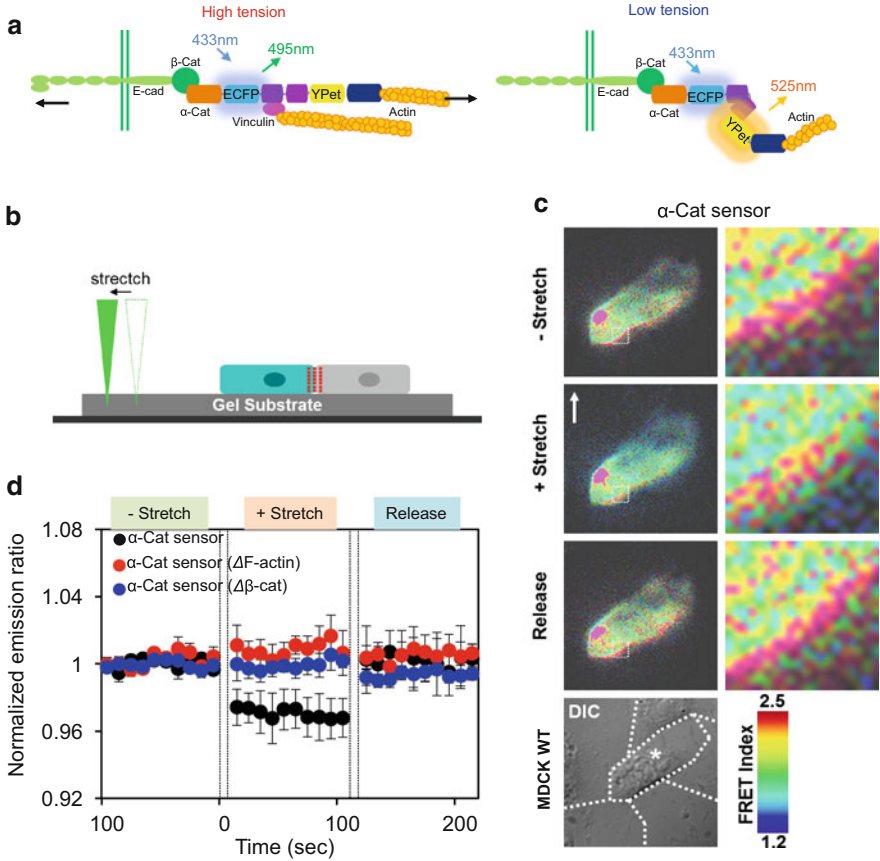 a
High tension
Low tension
433nm
495nm
β-Cat
E-cad
ECFP
YPet
α-Cat
Vinculin
Actin
433nm
β-Cat
E-cad
ECFP
525nm
α-Cat
YPet
Actin
b
strectch
Gel Substrate
c
α-Cat sensor
- Stretch
+ Stretch
Release
MDCK WT
DIC
*
2.5
FRET Index
1.2
d
- Stretch
+ Stretch
Release
α-Cat sensor
α-Cat sensor (ΔF-actin)
α-Cat sensor (Δβ-cat)
Normalized emission ratio
1.08
1.04
1
0.96
0.92
100
0
100
200
Time (sec)